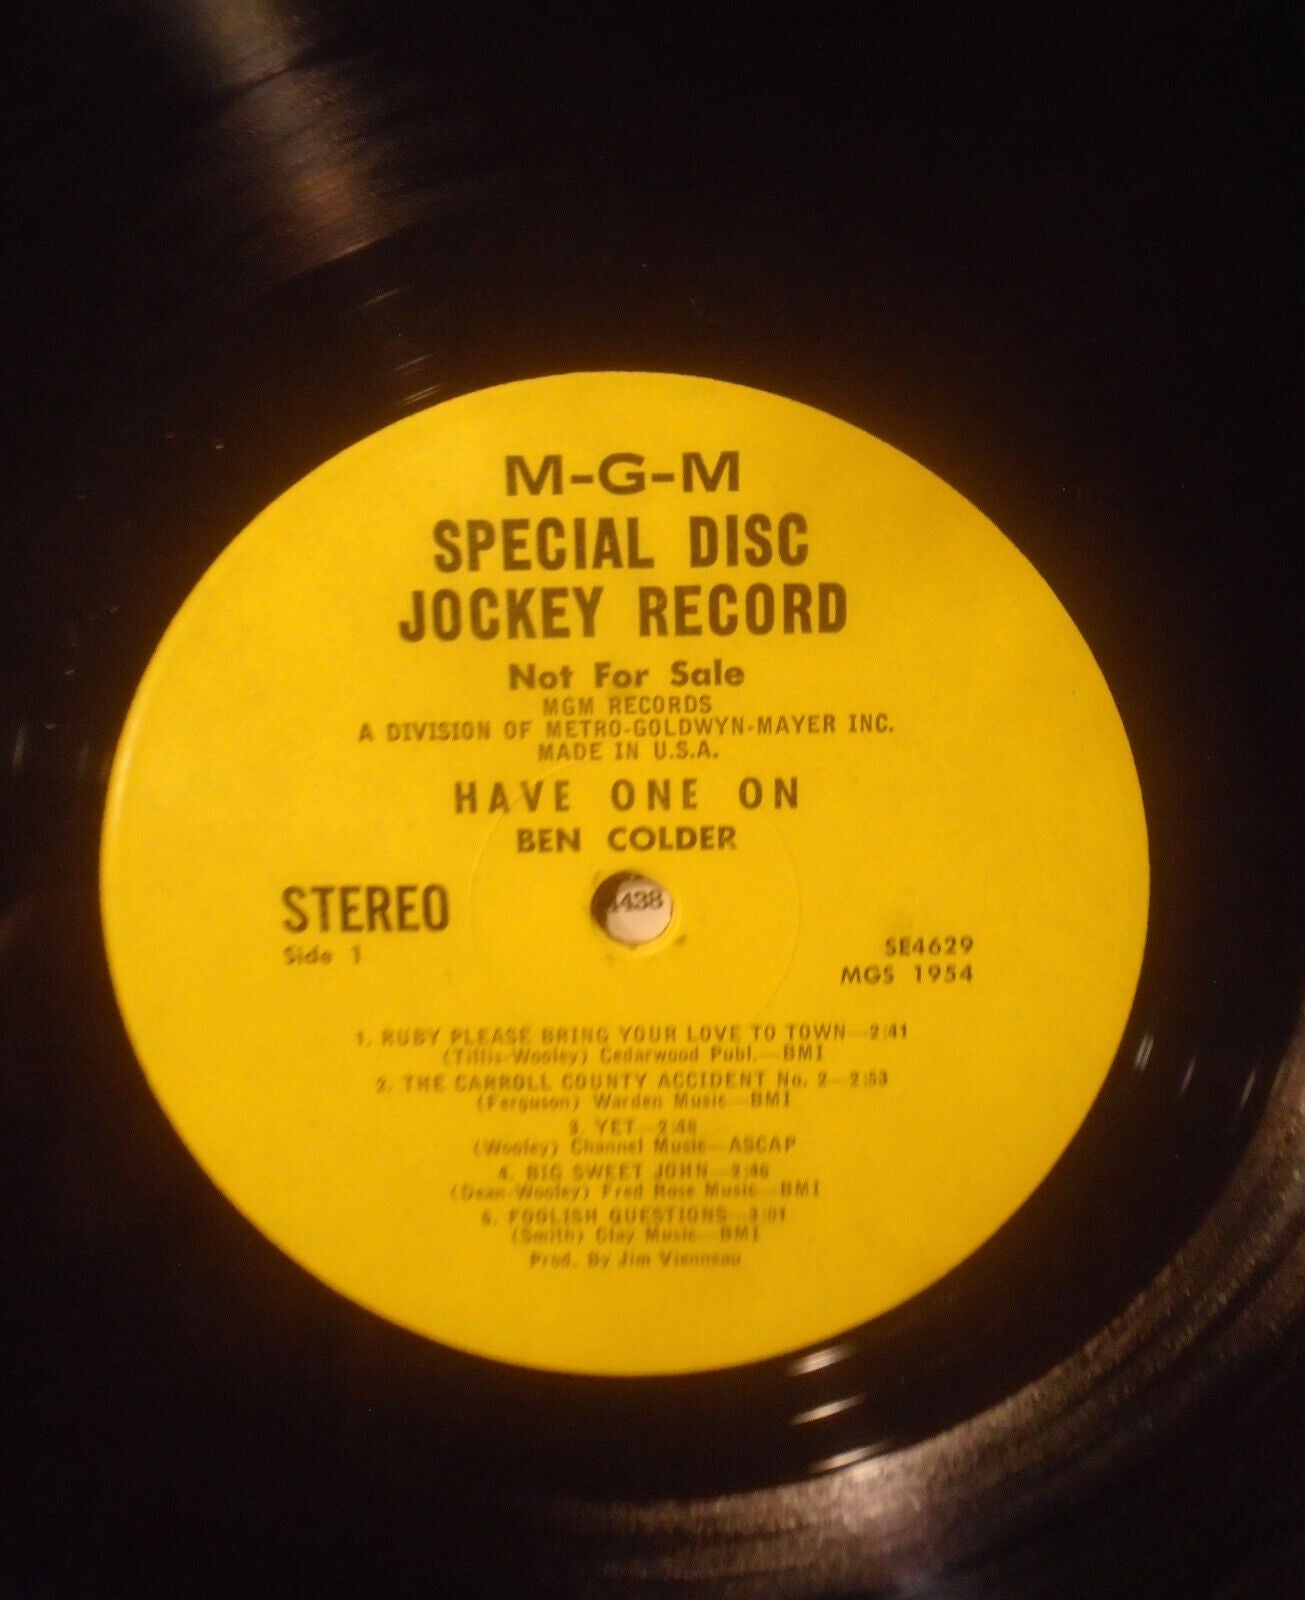 M-G-M
SPECIAL DISC
JOCKEY RECORD
Not For Sale
MGM RECORDS
A DIVISION OF METRO-GOLDWYN-MAYER INC.
MADE IN U.S.A.
HAVE ONE ON
BEN COLDER
4438
STEREO
Side 1
SE4629
MGS 1954
1. RUBY PLEASE BRING YOUR LOVE TO TOWN—2:41
(Tillis-Wooley) Cedarwood Publ.—BMI
2. THE CARROLL COUNTY ACCIDENT No. 2—2:53
(Ferguson) Warden Music—BMI
3. YET—2:48
(Wooley) Channel Music—ASCAP
4. BIG SWEET JOHN—2:46
(Dean-Wooley) Fred Rose Music—BMI
5. FOOLISH QUESTIONS—3:01
(Smith) Clay Music—BMI
Prod. By Jim Vienneau